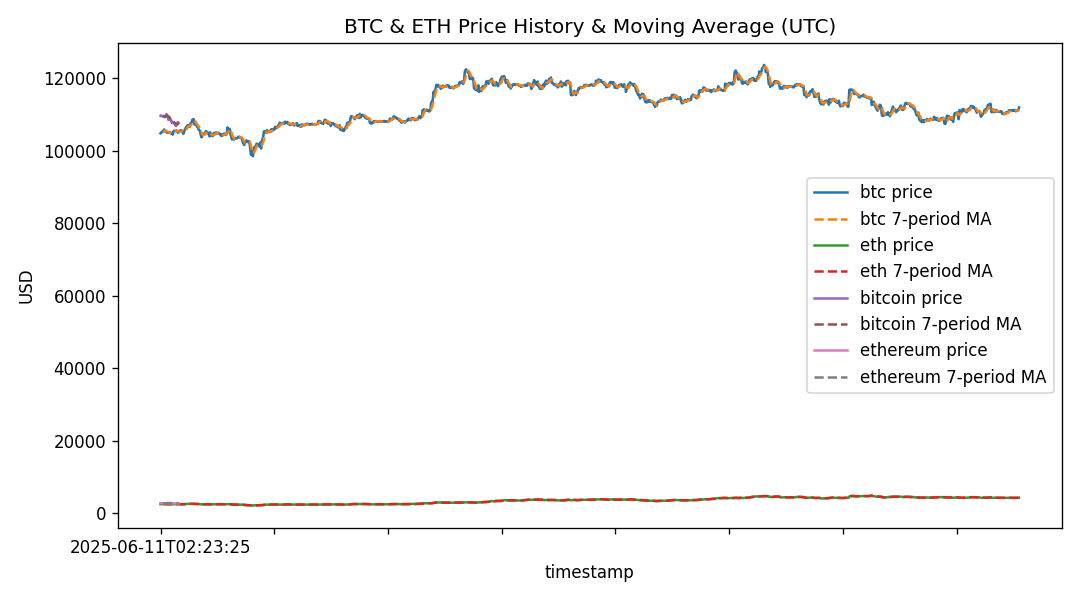 BTC & ETH Price History & Moving Average (UTC)
120000
100000
80000
60000
40000
20000
0
USD
btc price
btc 7-period MA
eth price
eth 7-period MA
bitcoin price
bitcoin 7-period MA
ethereum price
ethereum 7-period MA
2025-06-11T02:23:25
timestamp